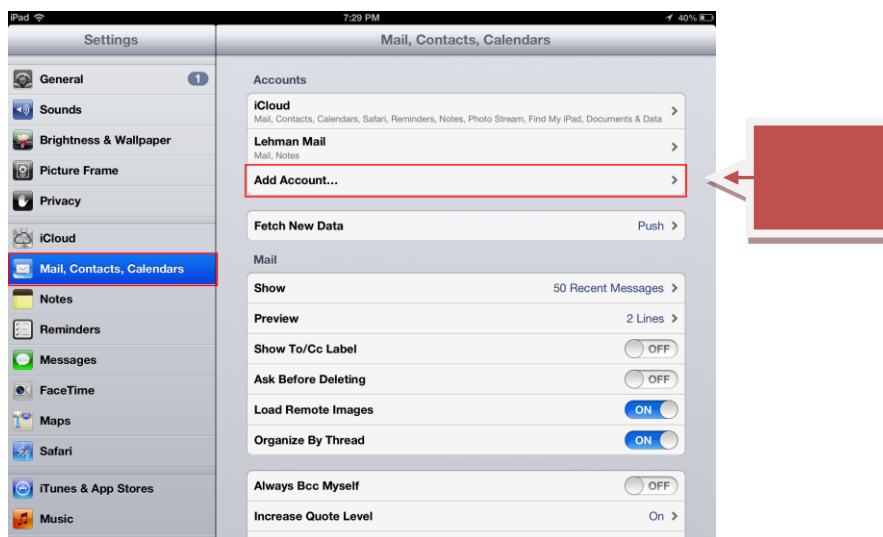 iPad 7:29 PM 40%
Settings
Mail, Contacts, Calendars
General 1
Sounds
Brightness & Wallpaper
Picture Frame
Privacy
iCloud
Mail, Contacts, Calendars
Notes
Reminders
Messages
FaceTime
Maps
Safari
iTunes & App Stores
Music
Accounts
iCloud
Mail, Contacts, Calendars, Safari, Reminders, Notes, Photo Stream, Find My iPad, Documents & Data
Lehman Mail
Mail, Notes
Add Account...
Fetch New Data Push
Mail
Show 50 Recent Messages
Preview 2 Lines
Show To/Cc Label OFF
Ask Before Deleting OFF
Load Remote Images ON
Organize By Thread ON
Always Bcc Myself OFF
Increase Quote Level On